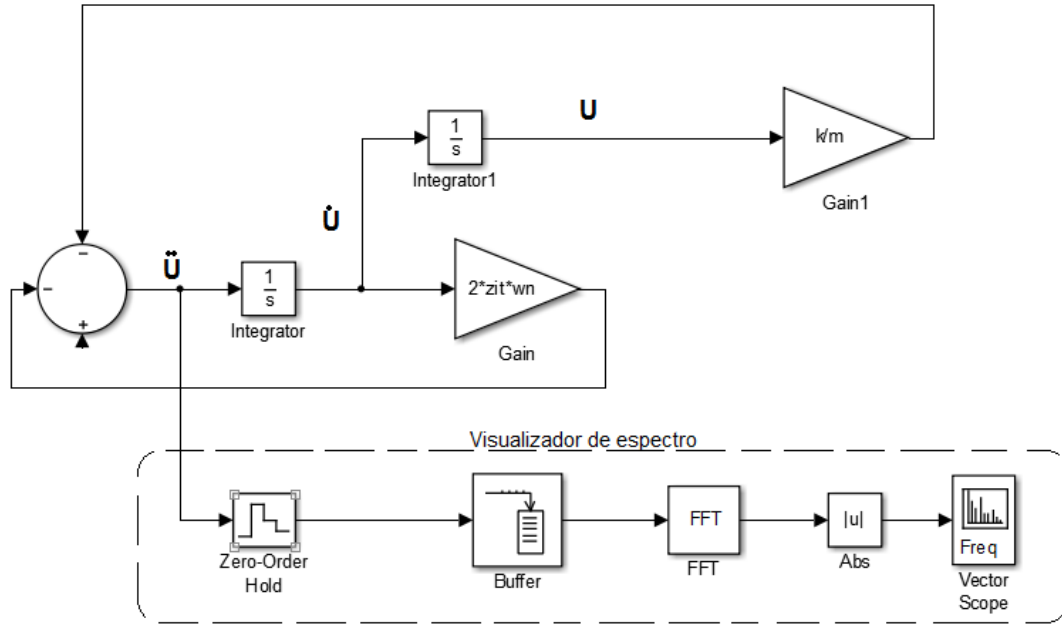 U
1
s
Integrator1
k/m
Gain1
U̇
−
−
+
Ü
1
s
Integrator
2*zit*wn
Gain
Visualizador de espectro
Zero-Order
Hold
Buffer
FFT
FFT
|u|
Abs
Freq
Vector
Scope